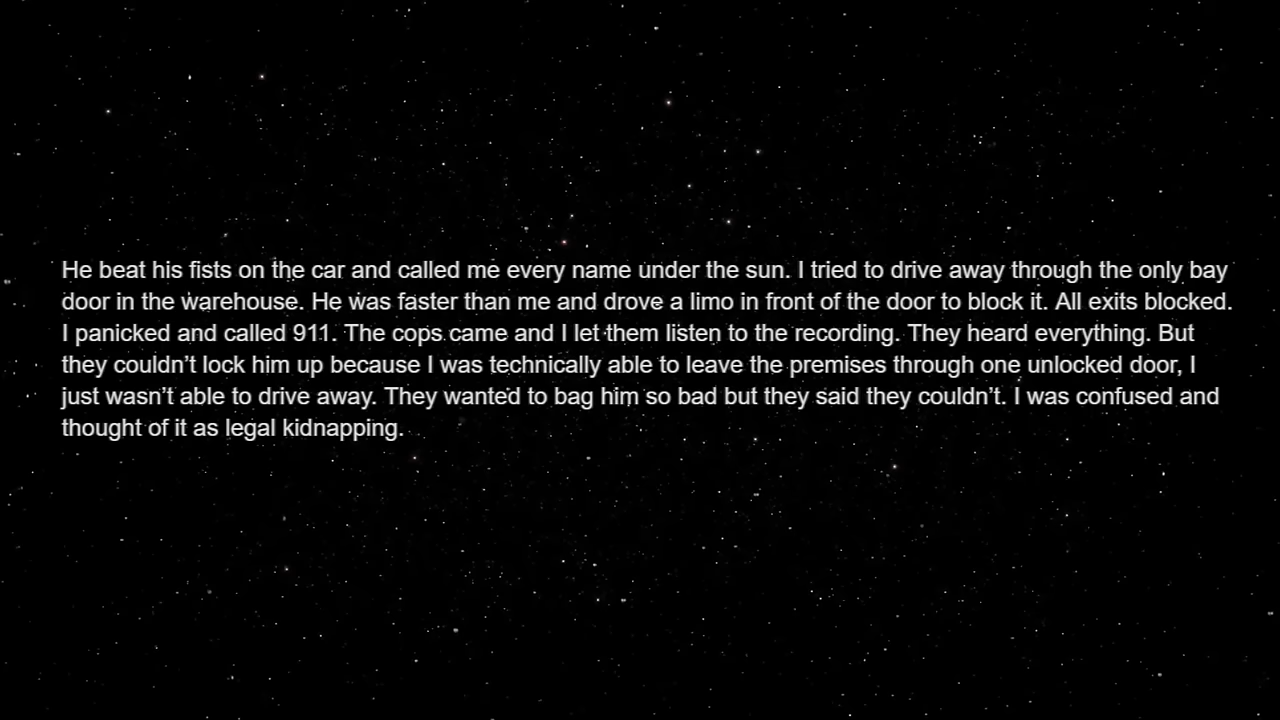 He beat his fists on the car and called me every name under the sun. I tried to drive away through the only bay
door in the warehouse. He was faster than me and drove a limo in front of the door to block it. All exits blocked.
I panicked and called 911. The cops came and I let them listen to the recording. They heard everything. But
they couldn’t lock him up because I was technically able to leave the premises through one unlocked door, I
just wasn’t able to drive away. They wanted to bag him so bad but they said they couldn’t. I was confused and
thought of it as legal kidnapping.